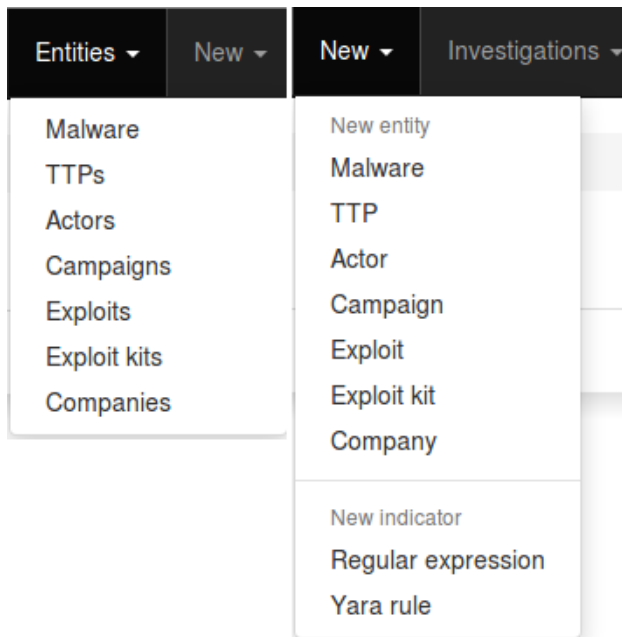 Entities New
Malware
TTPs
Actors
Campaigns
Exploits
Exploit kits
Companies
New Investigations
New entity
Malware
TTP
Actor
Campaign
Exploit
Exploit kit
Company
New indicator
Regular expression
Yara rule